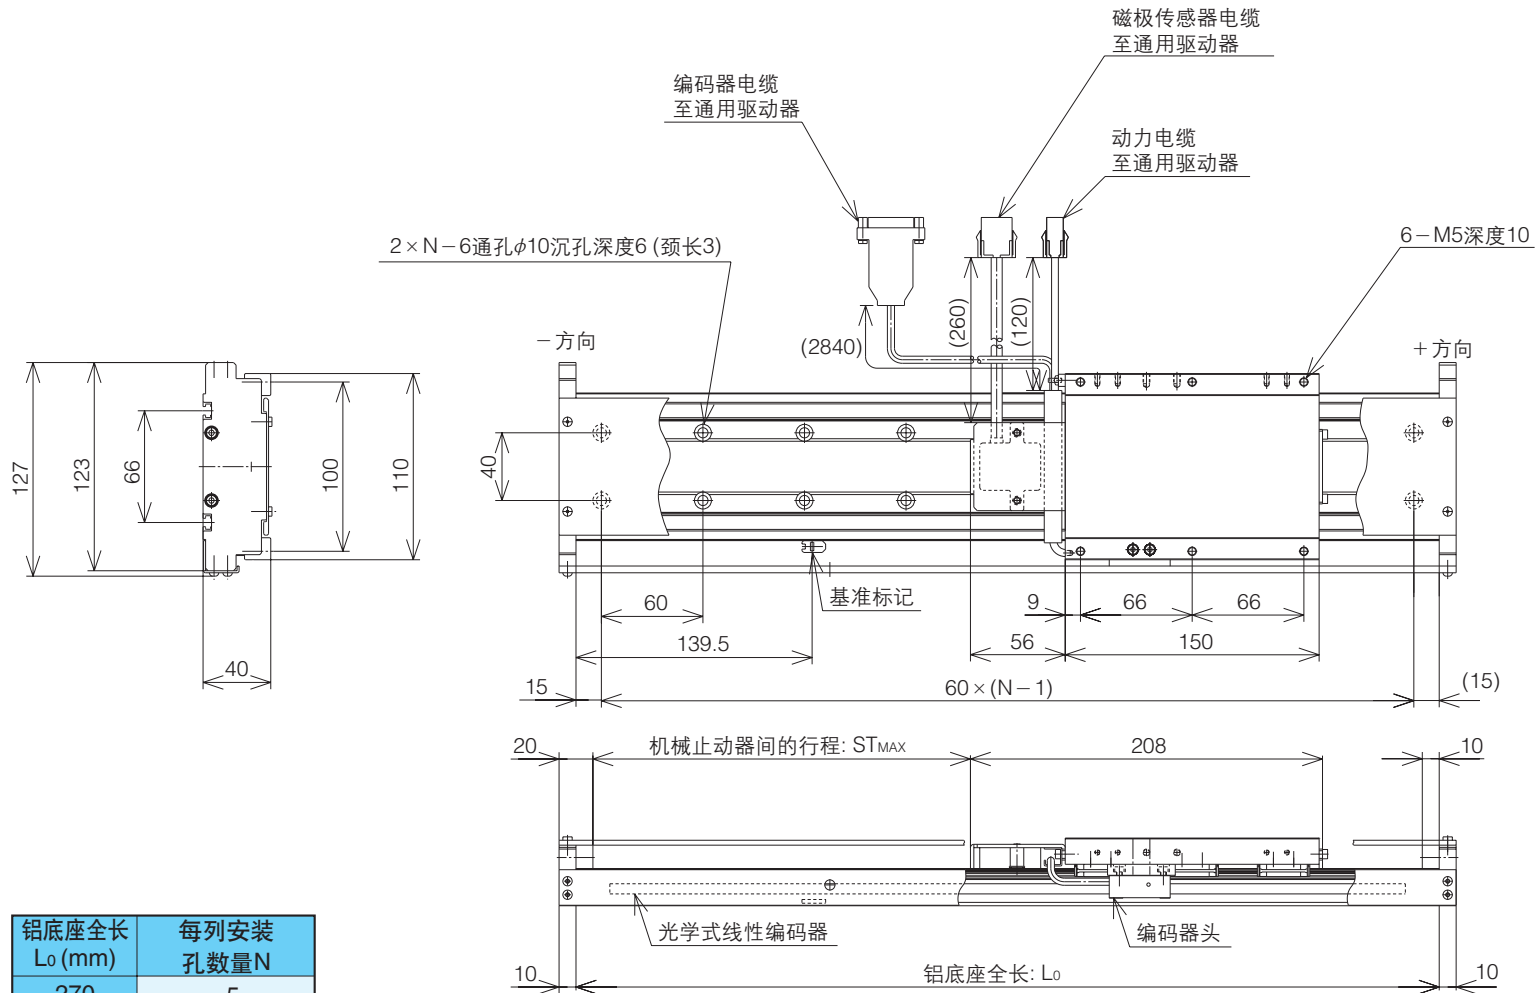 磁极传感器电缆
至通用驱动器
编码器电缆
至通用驱动器
动力电缆
至通用驱动器
2×N－6通孔φ10沉孔深度6 (颈长3)
6－M5深度10
(2840)
(260)
(120)
－方向
＋方向
127
123
66
100
110
40
40
基准标记
60
139.5
9
66
66
56
150
15
60×(N－1)
(15)
20
机械止动器间的行程: STMAX
208
10
光学式线性编码器
编码器头
10
铝底座全长: L0
10
铝底座全长
L0 (mm)
每列安装
孔数量N
270
5